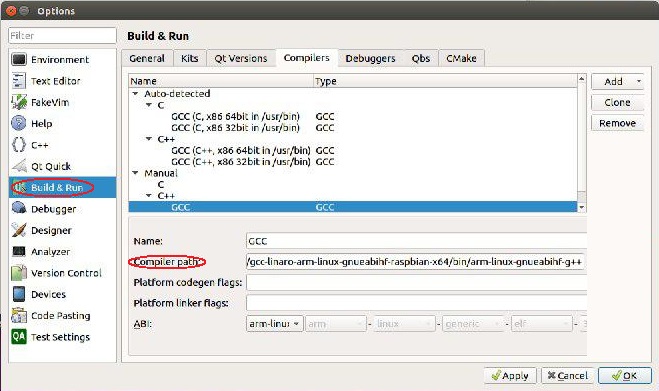 Options
Filter
Build & Run
Environment
Text Editor
FakeVim
Help
C++
Qt Quick
Build & Run
Debugger
Designer
Analyzer
Version Control
Devices
Code Pasting
QA Test Settings
General Kits Qt Versions Compilers Debuggers Qbs CMake
Name Type
Auto-detected
C
GCC (C, x86 64bit in /usr/bin) GCC
GCC (C, x86 32bit in /usr/bin) GCC
C++
GCC (C++, x86 64bit in /usr/bin) GCC
GCC (C++, x86 32bit in /usr/bin) GCC
Manual
C
C++
GCC GCC
Add
Clone
Remove
Name: GCC
Compiler path: /gcc-linaro-arm-linux-gnueabihf-raspbian-x64/bin/arm-linux-gnueabihf-g++
Platform codegen flags:
Platform linker flags:
ABI: arm-linux arm - linux - generic - elf -
Apply Cancel OK